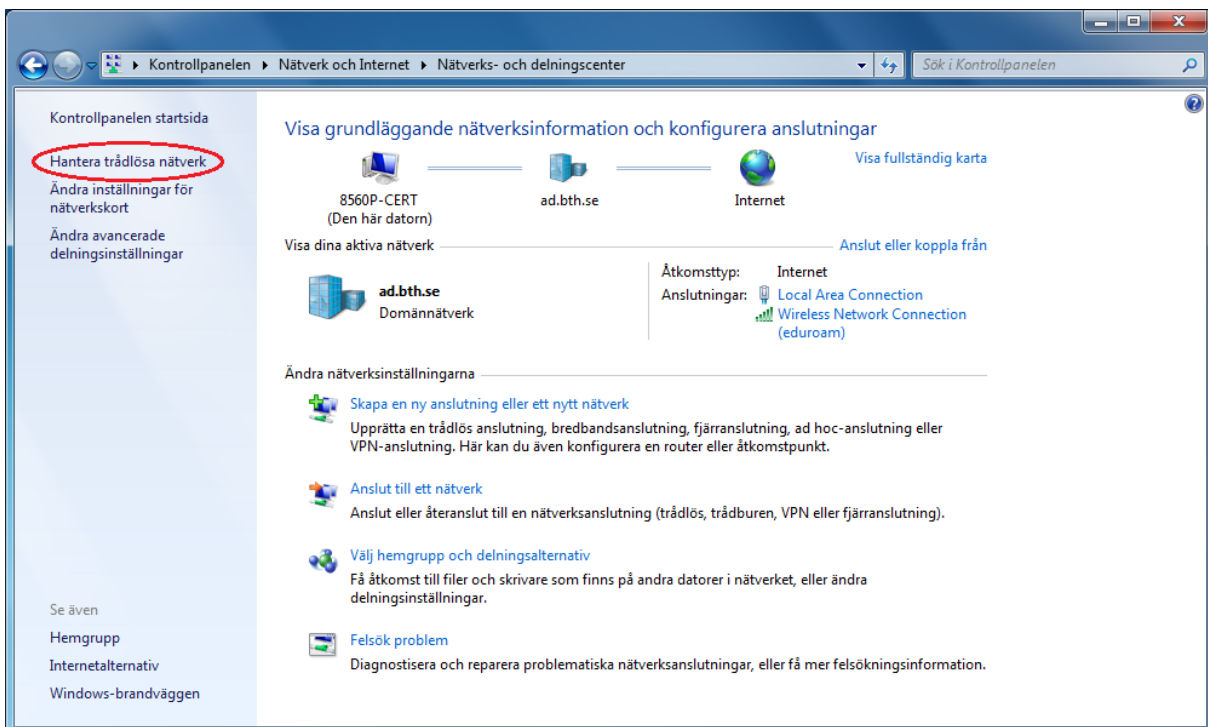 Kontrollpanelen ▸ Nätverk och Internet ▸ Nätverks- och delningscenter
Sök i Kontrollpanelen
Kontrollpanelen startsida
Hantera trådlösa nätverk
Ändra inställningar för
nätverkskort
Ändra avancerade
delningsinställningar
Se även
Hemgrupp
Internetalternativ
Windows-brandväggen
Visa grundläggande nätverksinformation och konfigurera anslutningar
Visa fullständig karta
8560P-CERT
(Den här datorn)
ad.bth.se
Internet
Visa dina aktiva nätverk
Anslut eller koppla från
ad.bth.se
Domännätverk
Åtkomsttyp: Internet
Anslutningar: Local Area Connection
Wireless Network Connection
(eduroam)
Ändra nätverksinställningarna
Skapa en ny anslutning eller ett nytt nätverk
Upprätta en trådlös anslutning, bredbandsanslutning, fjärranslutning, ad hoc-anslutning eller
VPN-anslutning. Här kan du även konfigurera en router eller åtkomstpunkt.
Anslut till ett nätverk
Anslut eller återanslut till en nätverksanslutning (trådlös, trådburen, VPN eller fjärranslutning).
Välj hemgrupp och delningsalternativ
Få åtkomst till filer och skrivare som finns på andra datorer i nätverket, eller ändra
delningsinställningar.
Felsök problem
Diagnostisera och reparera problematiska nätverksanslutningar, eller få mer felsökningsinformation.